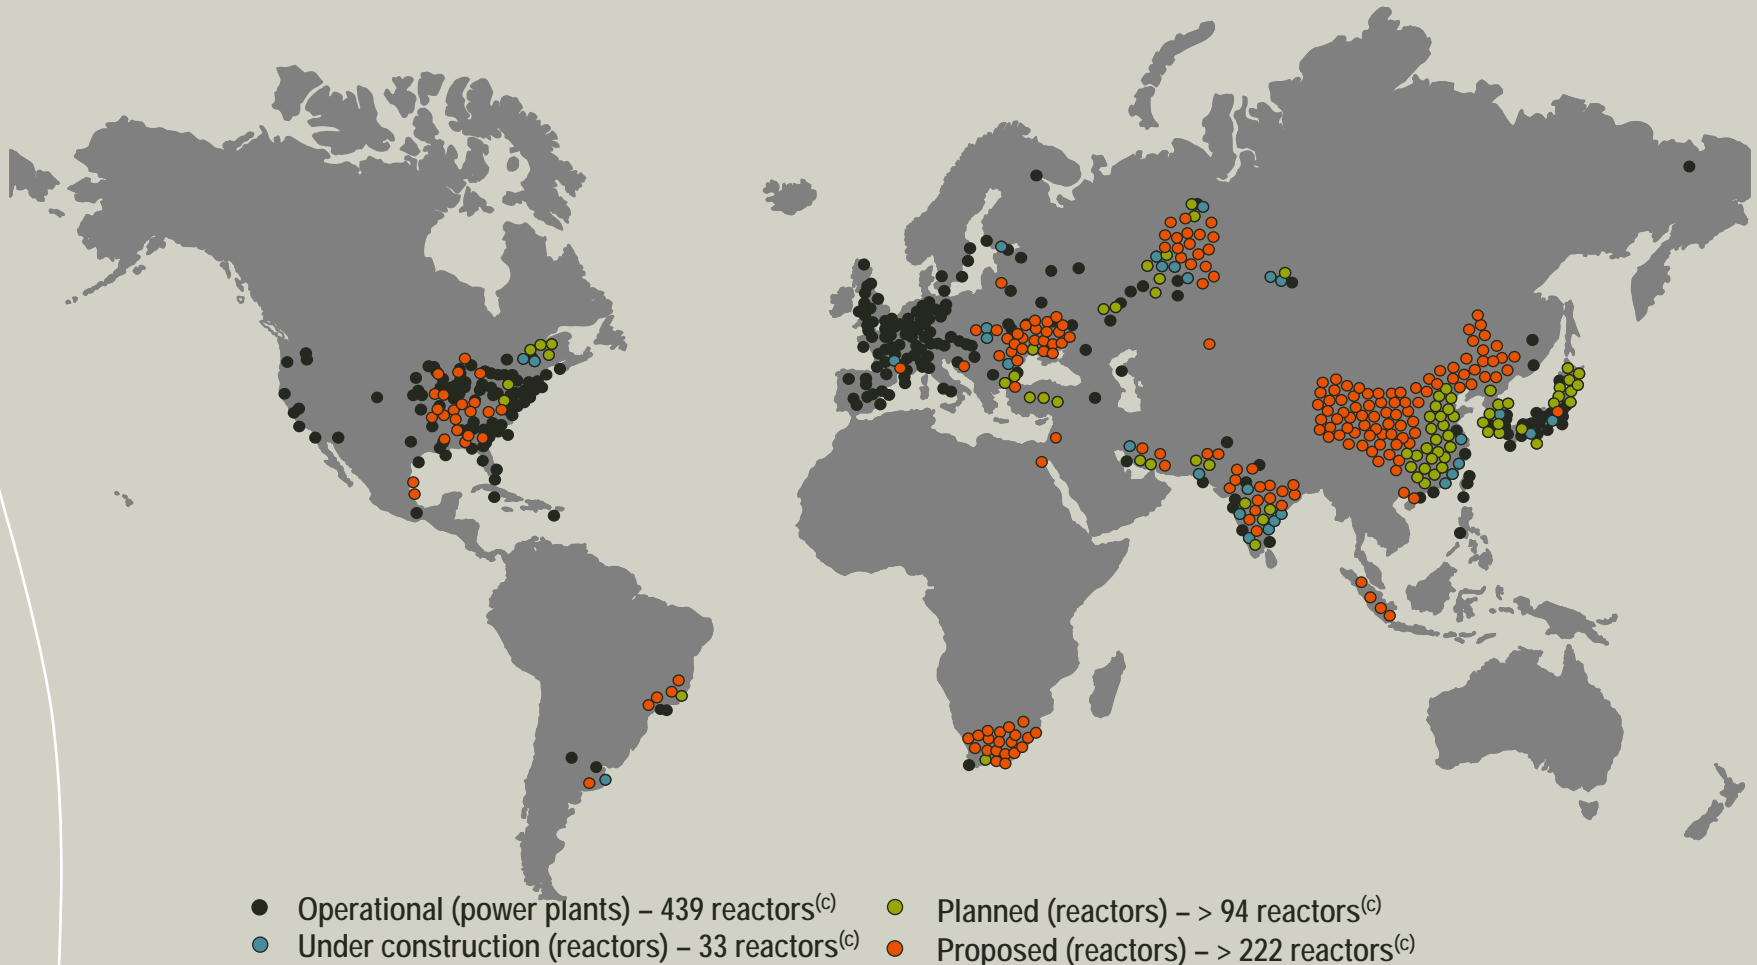 Operational (power plants) – 439 reactors(c)
Under construction (reactors) – 33 reactors(c)
Planned (reactors) – > 94 reactors(c)
Proposed (reactors) – > 222 reactors(c)